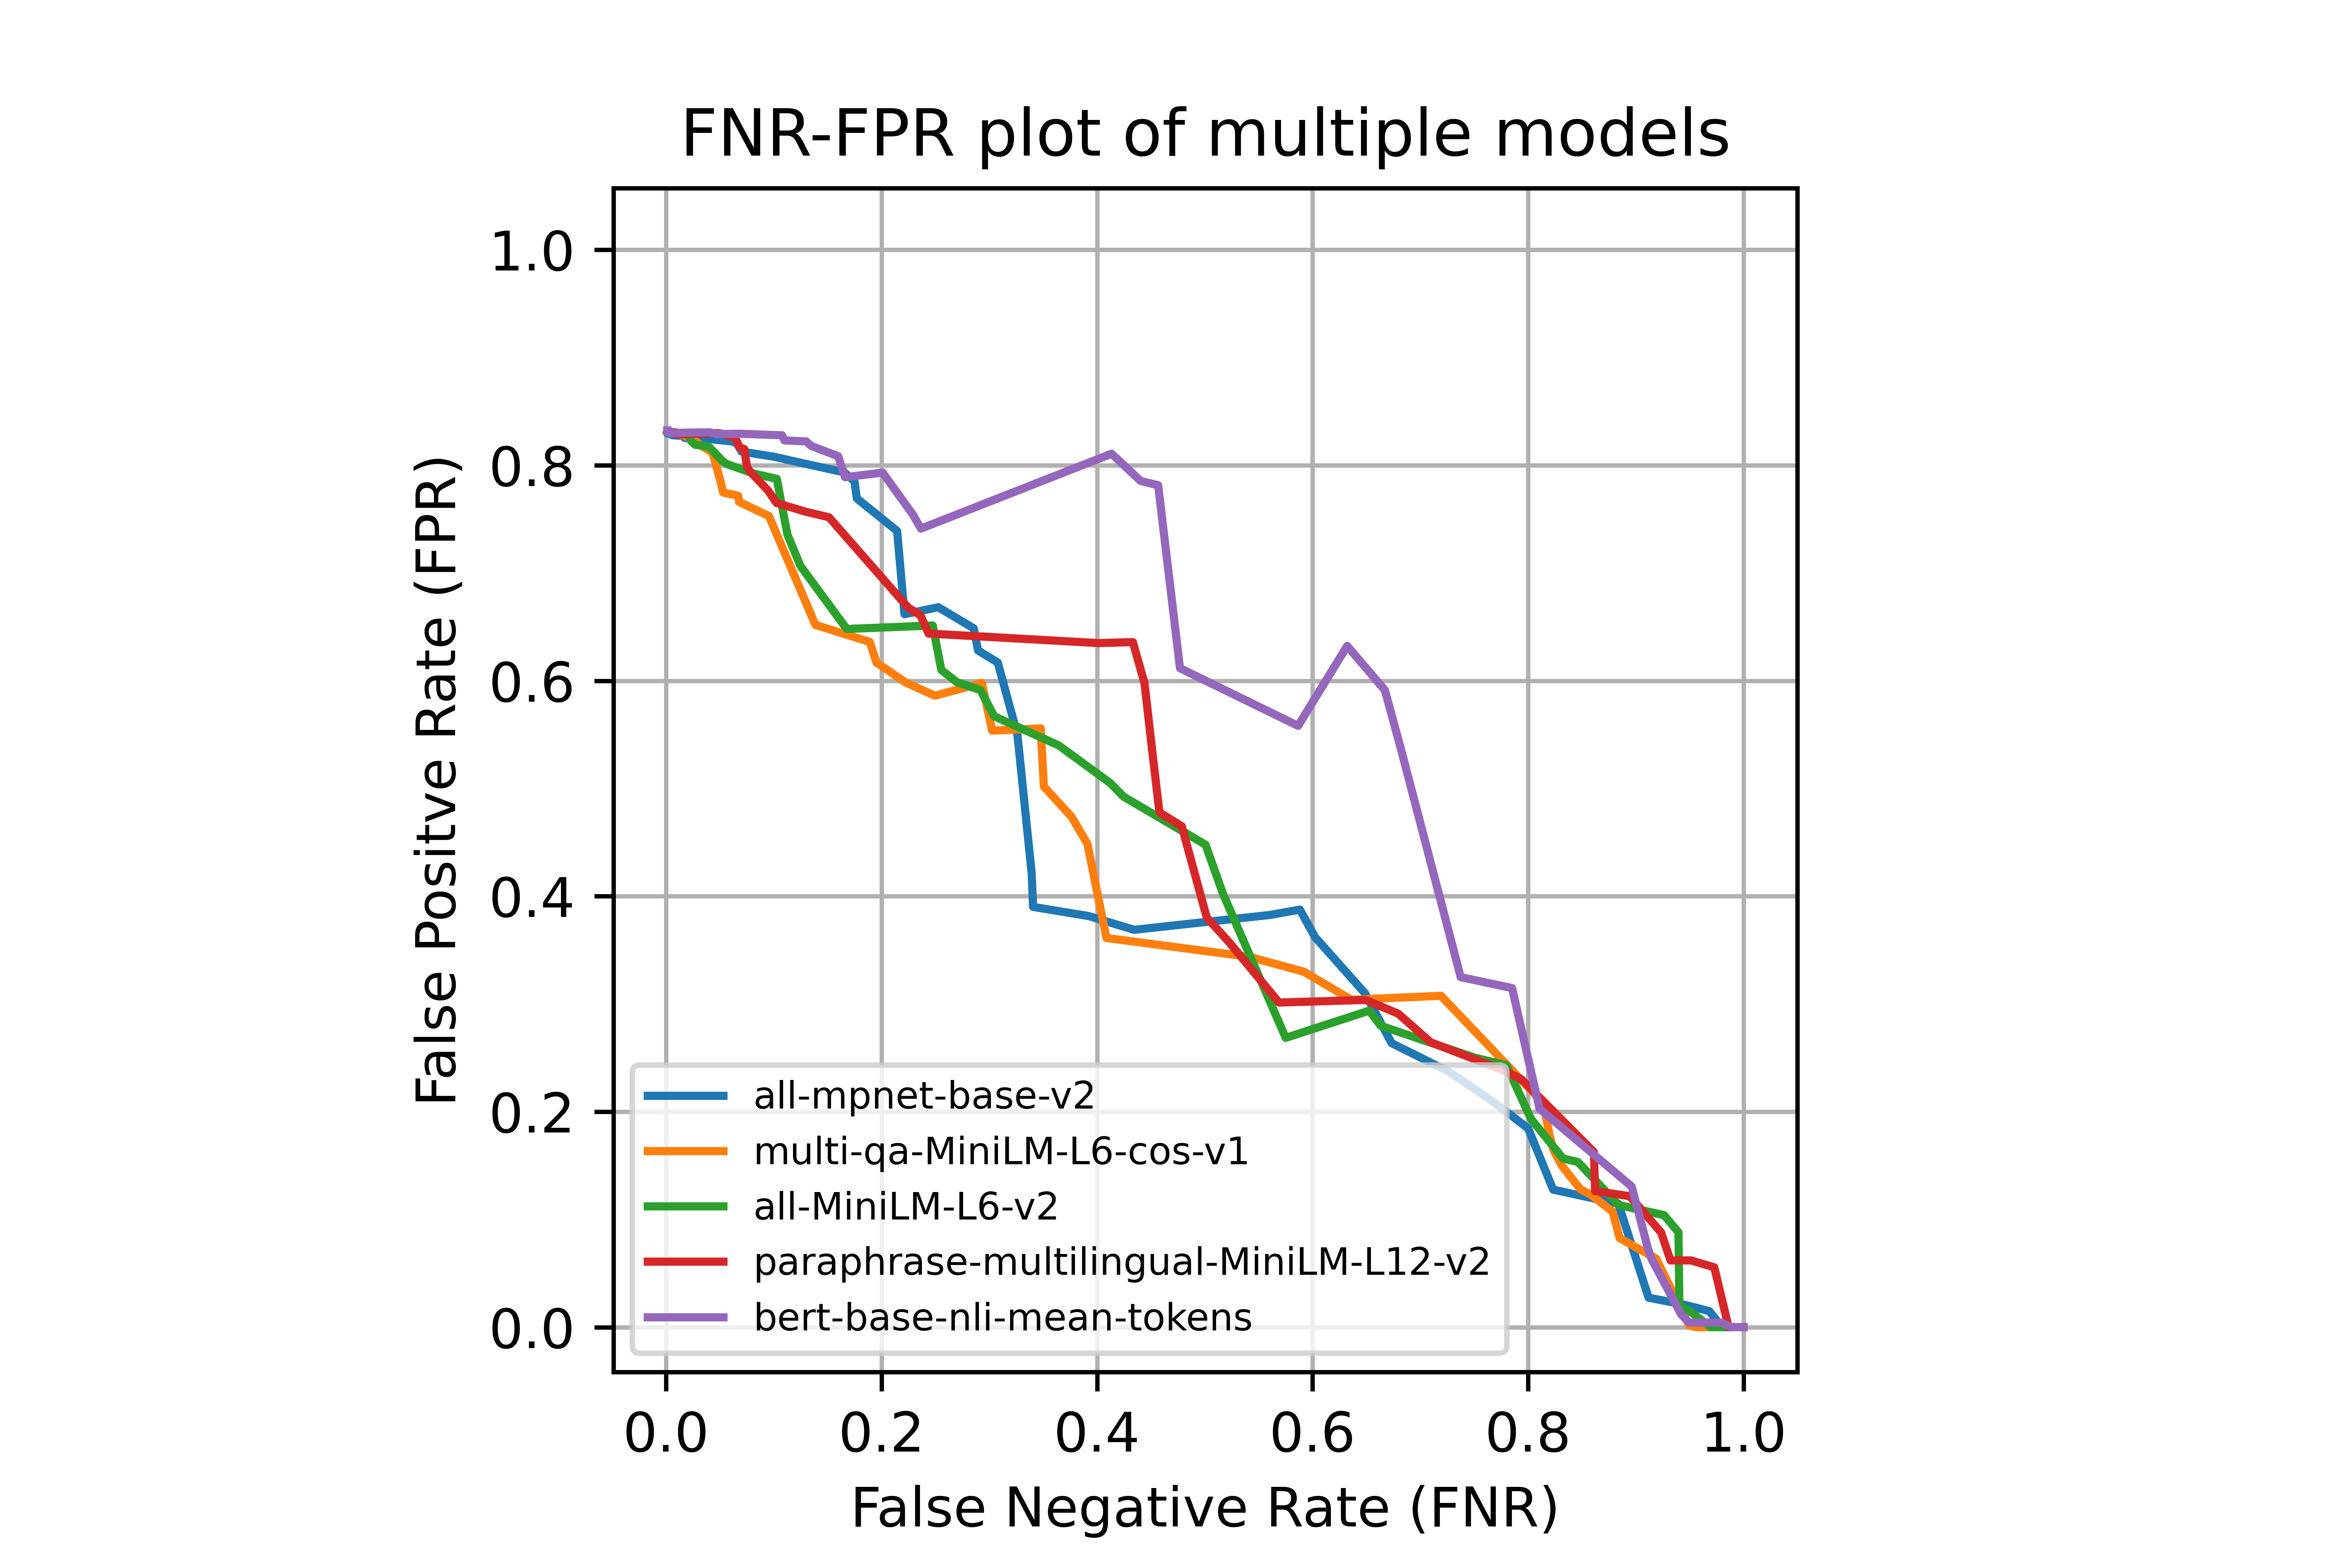 FNR-FPR plot of multiple models
1.0
0.8
0.6
0.4
0.2
0.0
False Positve Rate (FPR)
all-mpnet-base-v2
multi-qa-MiniLM-L6-cos-v1
all-MiniLM-L6-v2
paraphrase-multilingual-MiniLM-L12-v2
bert-base-nli-mean-tokens
0.0 0.2 0.4 0.6 0.8 1.0
False Negative Rate (FNR)